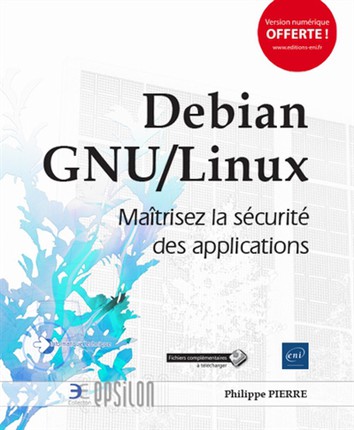 Version numérique
OFFERTE !
www.editions-eni.fr
Debian
GNU/Linux
Maîtrisez la sécurité
des applications
Fichiers complémentaires
à télécharger
eni
Collection
epsilon
Philippe PIERRE